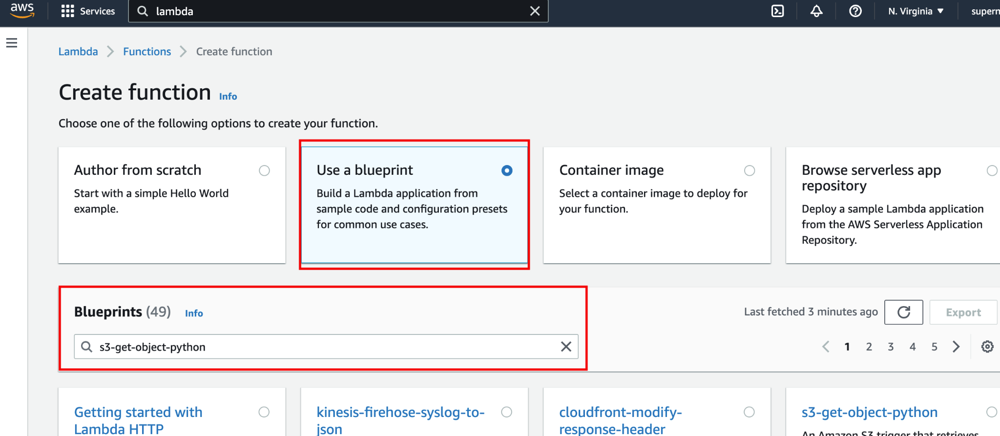 aws
Services
lambda
N. Virginia
supern
Lambda
Functions
Create function
Create function
Info
Choose one of the following options to create your function.
Author from scratch
Start with a simple Hello World
example.
Use a blueprint
Build a Lambda application from
sample code and configuration presets
for common use cases.
Container image
Select a container image to deploy for
your function.
Browse serverless app
repository
Deploy a sample Lambda application
from the AWS Serverless Application
Repository.
Blueprints (49)
Info
Last fetched 3 minutes ago
Export
s3-get-object-python
1 2 3 4 5
Getting started with
Lambda HTTP
kinesis-firehose-syslog-to-
json
cloudfront-modify-
response-header
s3-get-object-python
An Amazon S3 trigger that retrieves